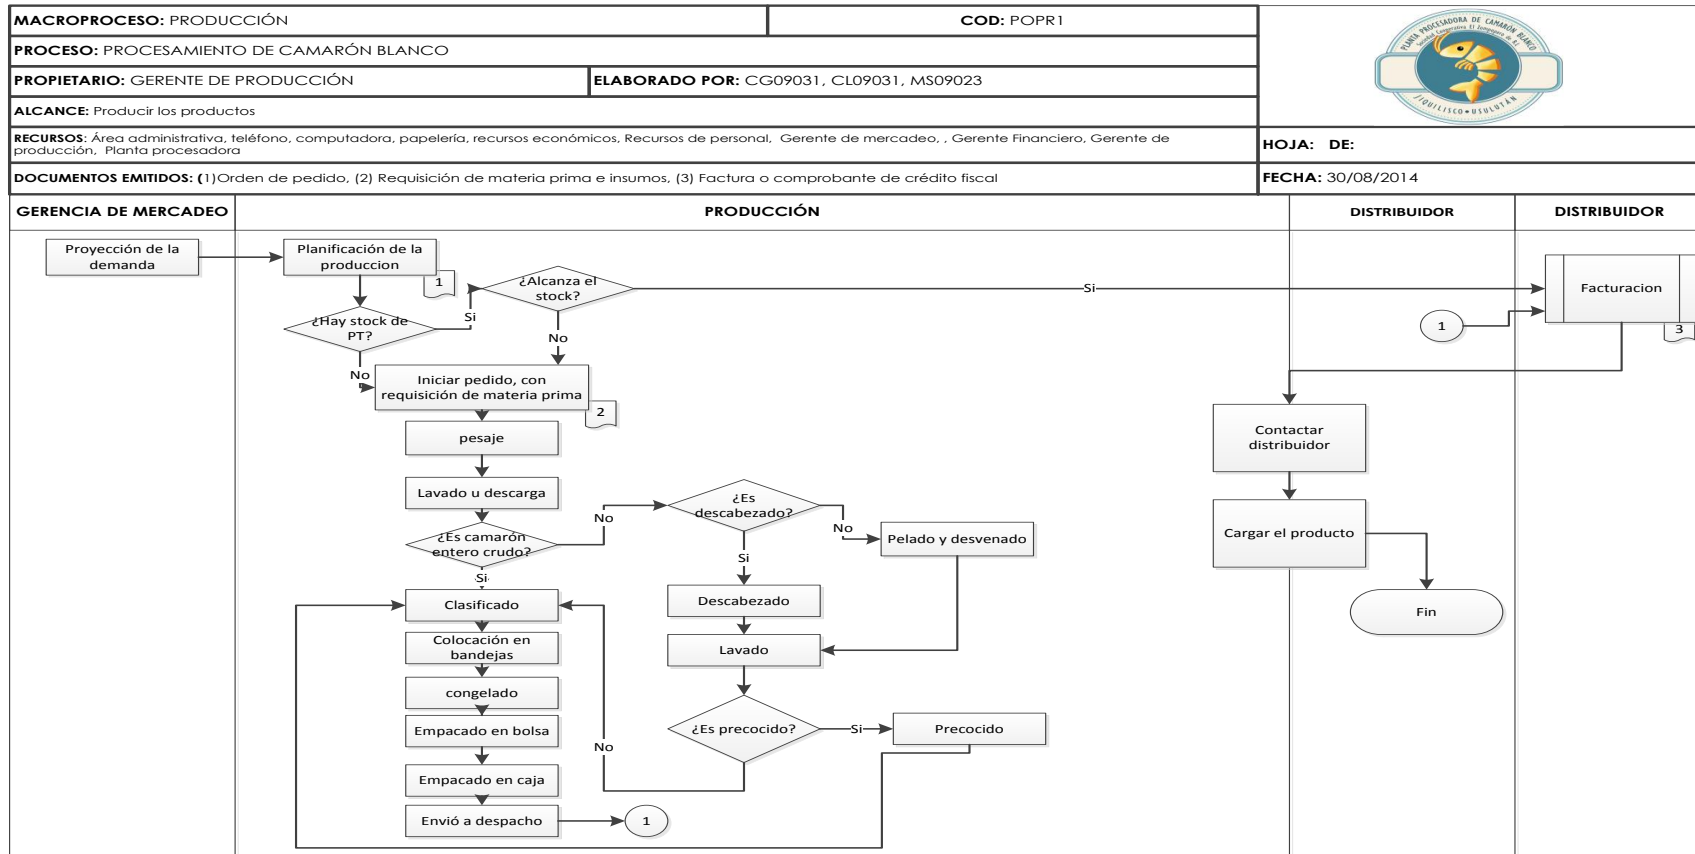 MACROPROCESO: PRODUCCIÓN
COD: POPR1
PROCESO: PROCESAMIENTO DE CAMARÓN BLANCO
PROPIETARIO: GERENTE DE PRODUCCIÓN
ELABORADO POR: CG09031, CL09031, MS09023
ALCANCE: Producir los productos
RECURSOS: Área administrativa, teléfono, computadora, papelería, recursos económicos, Recursos de personal, Gerente de mercadeo, , Gerente Financiero, Gerente de
producción, Planta procesadora
DOCUMENTOS EMITIDOS: (1)Orden de pedido, (2) Requisición de materia prima e insumos, (3) Factura o comprobante de crédito fiscal
PLANTA PROCESADORA DE CAMARÓN BLANCO
JIQUILISCO • USULUTÁN
HOJA: DE:
FECHA: 30/08/2014
GERENCIA DE MERCADEO
PRODUCCIÓN
DISTRIBUIDOR
DISTRIBUIDOR
Proyección de la
demanda
Planificación de la
produccion
1
¿Hay stock de
PT?
Si
No
¿Alcanza el
stock?
Si
No
Facturacion
3
1
Iniciar pedido, con
requisición de materia prima
2
pesaje
Lavado u descarga
¿Es camarón
entero crudo?
No
Si
¿Es
descabezado?
No
Si
Pelado y desvenado
Descabezado
Lavado
¿Es precocido?
Si
No
Precocido
Clasificado
Colocación en
bandejas
congelado
Empacado en bolsa
Empacado en caja
Envió a despacho
1
Contactar
distribuidor
Cargar el producto
Fin